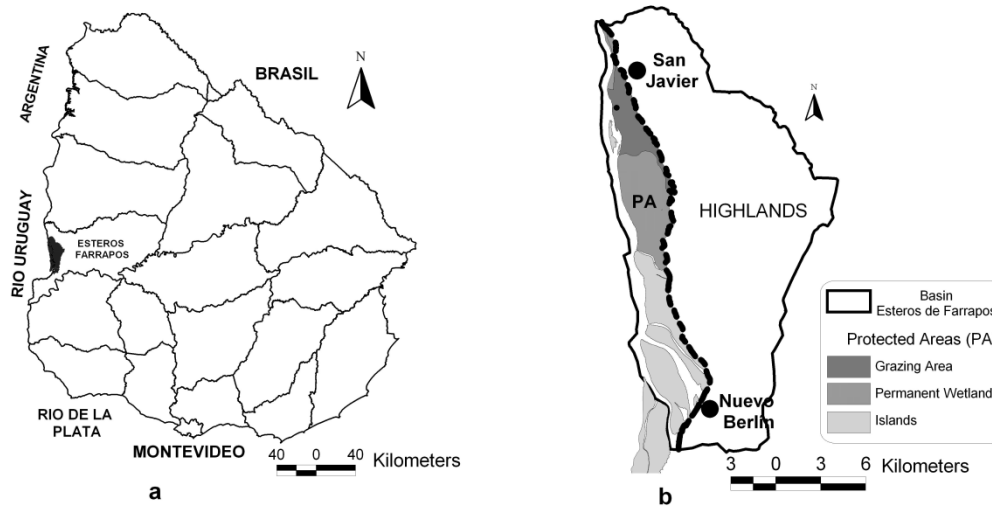 N
BRASIL
ARGENTINA
RIO URUGUAY
ESTEROS
FARRAPOS
RIO DE LA
PLATA
MONTEVIDEO
40 0 40
Kilometers
a
San
Javier
N
PA
HIGHLANDS
Nuevo
Berlín
Basin
Esteros de Farrapos
Protected Areas (PA
Grazing Area
Permanent Wetland
Islands
3 0 3 6
Kilometers
b